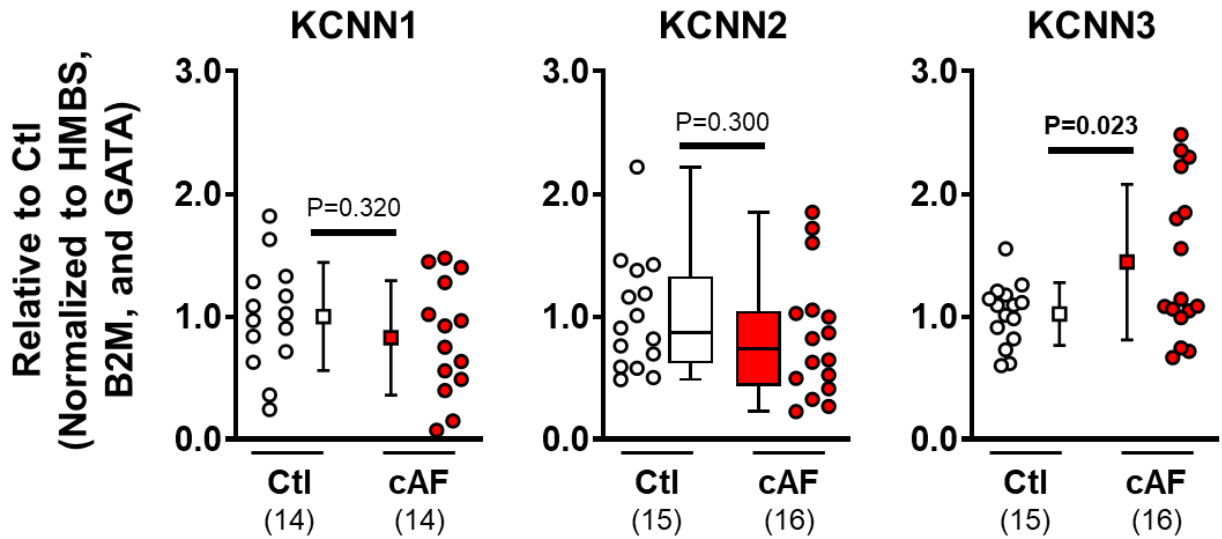 Relative to Ctl
(Normalized to HMBS,
B2M, and GATA)
KCNN1
3.0
2.0
1.0
0.0
P=0.320
Ctl
(14)
cAF
(14)
KCNN2
3.0
2.0
1.0
0.0
P=0.300
Ctl
(15)
cAF
(16)
KCNN3
3.0
2.0
1.0
0.0
P=0.023
Ctl
(15)
cAF
(16)